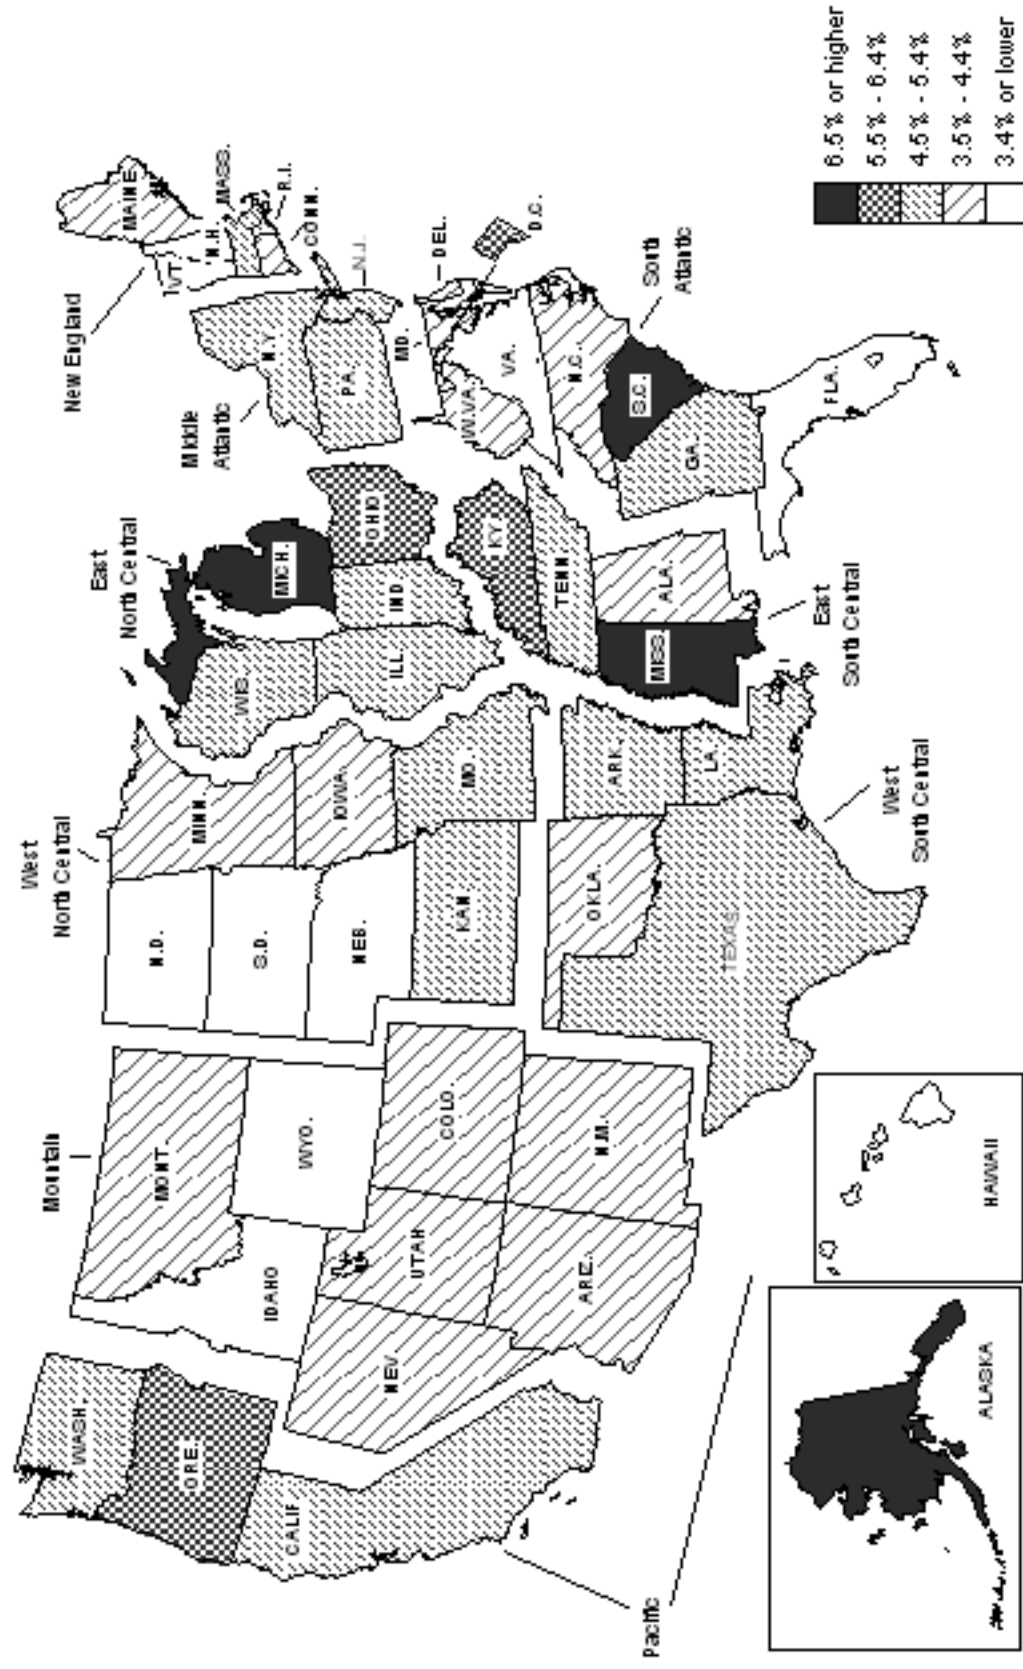 Mountain
West
North Central
East
North Central
Middle
Atlantic
New England
WASH
ORE.
CALIF
NEV.
IDAHO
MONT.
WYO.
UTAH
COLO.
ARE.
N.M.
N.D.
S.D.
NEB.
KAN
MINN.
IOWA.
MO.
OKLA.
TEXAS
ARK.
LA.
WIS.
ILL
MICH.
IND
OHIO
KY.
TENN
MISS.
ALA.
GA.
FLA.
S.C.
N.C.
VA.
W.VA.
MD.
DEL.
D.C.
PA.
N.Y
N.J.
CONN.
R.I.
MASS.
VT.
N.H.
MAINE
South
Atlantic
East
South Central
West
South Central
Pacific
ALASKA
HAWAII
6.5% or higher
5.5% - 6.4%
4.5% - 5.4%
3.5% - 4.4%
3.4% or lower